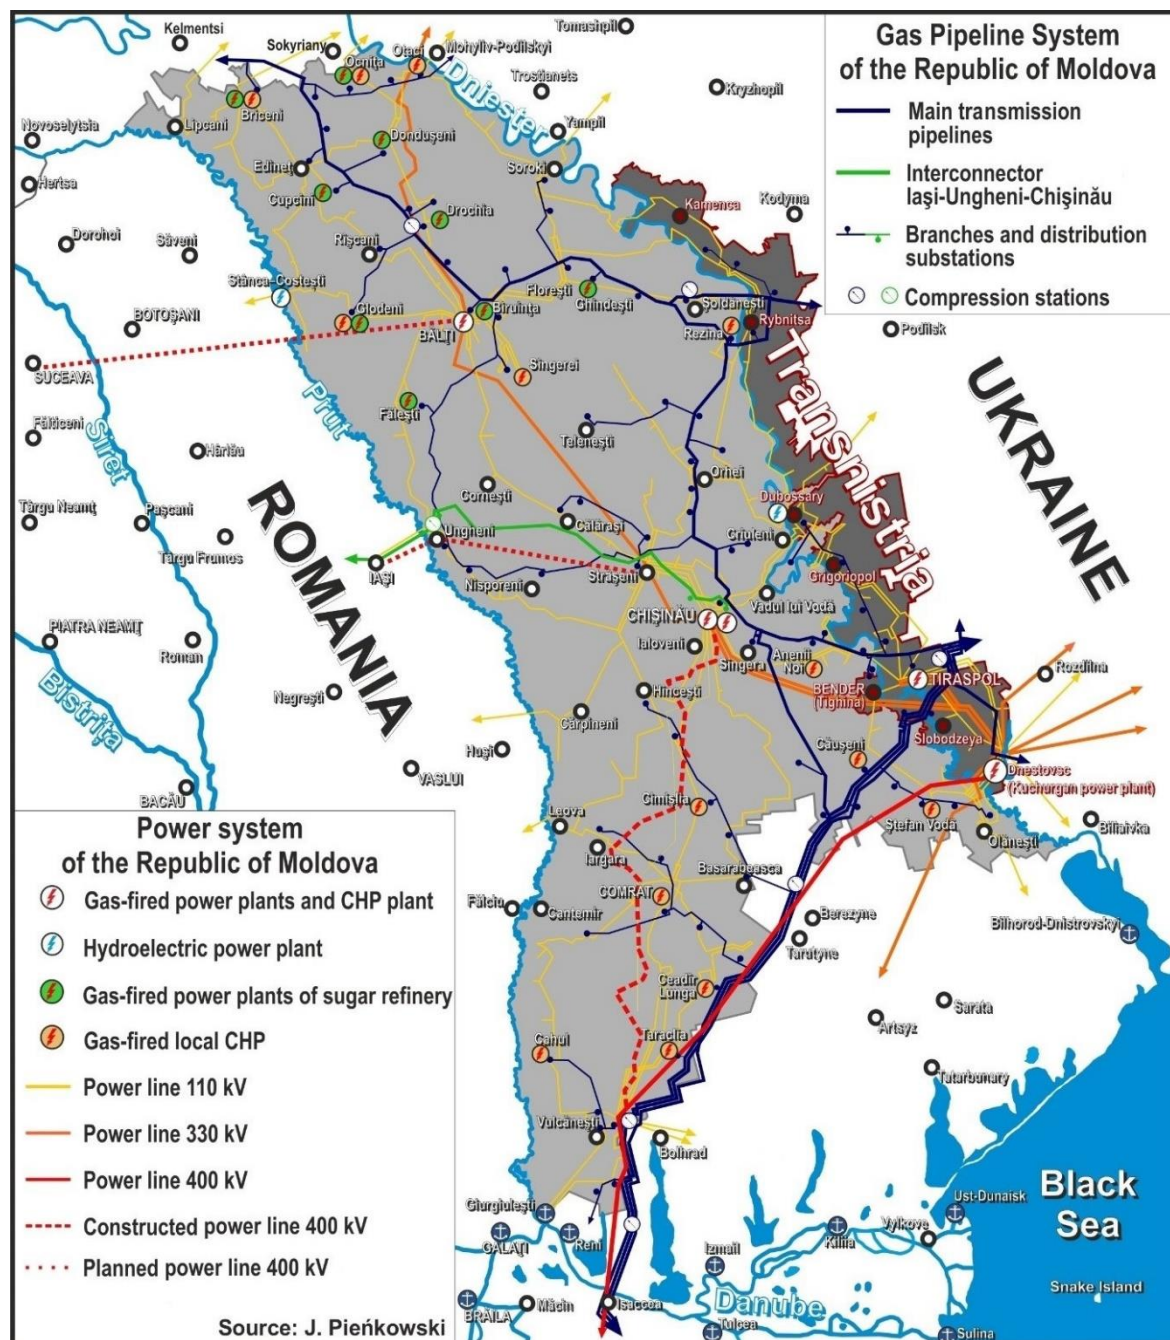 Kelmentsi
Sokyriany
Tomashpil
Ocnița
Otaci
Mohyliv-Podilskyi
Trostianets
Kryzhopil
Dniester
Novoselytsia
Lipcani
Briceni
Yampil
Dondușeni
Hertsa
Edineț
Soroki
Cupcini
Kamenca
Kodyma
Drochia
Dorohoi
Săveni
Rîșcani
Stânca-Costești
Florești
Ghindești
Șoldanești
BOTOȘANI
Glodeni
Biruința
BĂLȚI
Rezina
Rybnitsa
Podilsk
SUCEAVA
Sîngerei
Transnistria
UKRAINE
Prut
Fălești
Fălticeni
Siret
Hârlău
Telenești
Orhei
ROMANIA
Cornești
Târgu Neamț
Pașcani
Ungheni
Călărași
Dubossary
Criuleni
Târgu Frumos
IAȘI
Nisporeni
Strășeni
Grigoriopol
Vadul lui Vodă
CHIȘINĂU
PIATRA NEAMȚ
Roman
Ialoveni
Sîngera
Anenii
Noi
TIRASPOL
Rozdilna
Bistrița
Negrești
Hîncești
BENDER
(Tighina)
Cărpineni
Slobodzeya
Huși
Căușeni
VASLUI
Dnestovsc
(Kuchurgan power plant)
BACĂU
Leova
Cimișlia
Ștefan Vodă
Olănești
Biliaivka
Iargara
Basarabeasca
COMRAT
Fălciu
Cantemir
Berezyne
Tarutyne
Bilhorod-Dnistrovskyi
Ceadîr
Lunga
Sarata
Artsyz
Cahul
Taraclia
Tatarbunary
Vulcănești
Bolhrad
Black
Sea
Giurgiulești
Ust-Dunaisk
GALAȚI
Reni
Izmail
Kilia
Vylkove
Snake Island
BRĂILA
Măcin
Isaccea
Danube
Tulcea
Sulina
Gas Pipeline System
of the Republic of Moldova
Main transmission
pipelines
Interconnector
Iași-Ungheni-Chișinău
Branches and distribution
substations
Compression stations
Power system
of the Republic of Moldova
Gas-fired power plants and CHP plant
Hydroelectric power plant
Gas-fired power plants of sugar refinery
Gas-fired local CHP
Power line 110 kV
Power line 330 kV
Power line 400 kV
Constructed power line 400 kV
Planned power line 400 kV
Source: J. Pieńkowski